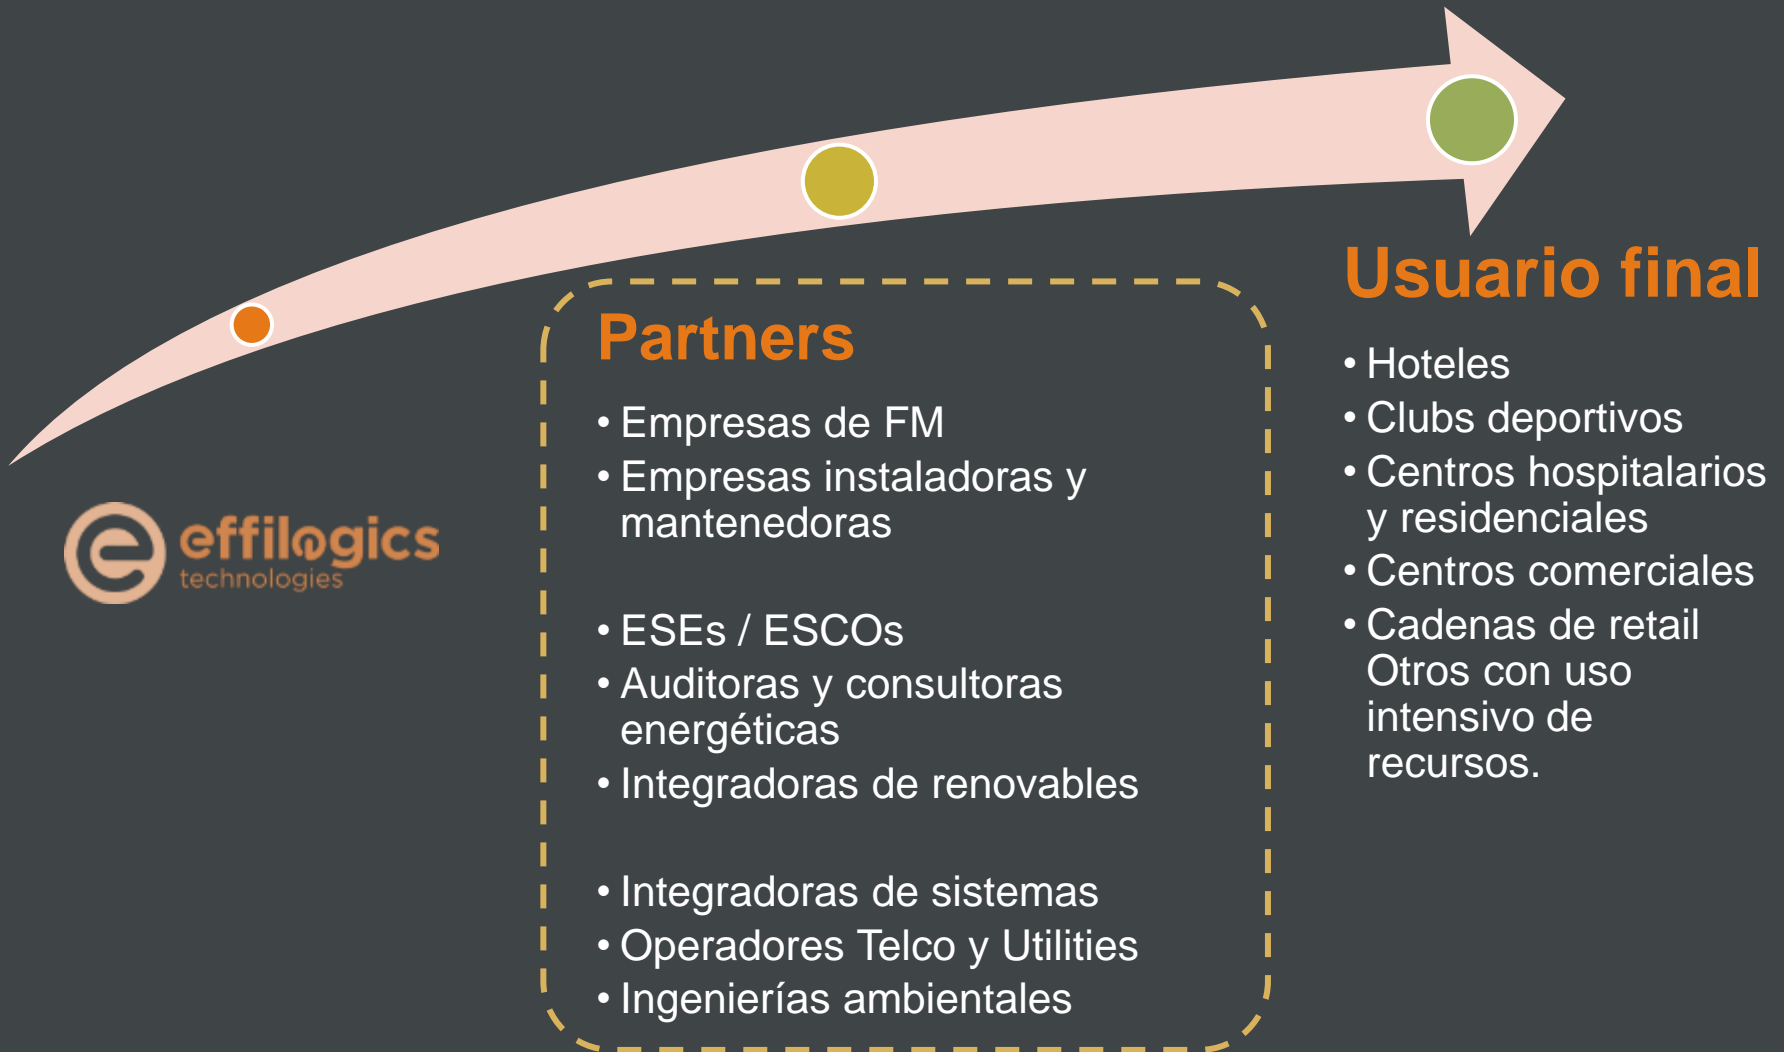 effilogics
technologies
Partners
• Empresas de FM
• Empresas instaladoras y
mantenedoras
• ESEs / ESCOs
• Auditoras y consultoras
energéticas
• Integradoras de renovables
• Integradoras de sistemas
• Operadores Telco y Utilities
• Ingenierías ambientales
Usuario final
• Hoteles
• Clubs deportivos
• Centros hospitalarios
y residenciales
• Centros comerciales
• Cadenas de retail
Otros con uso
intensivo de
recursos.